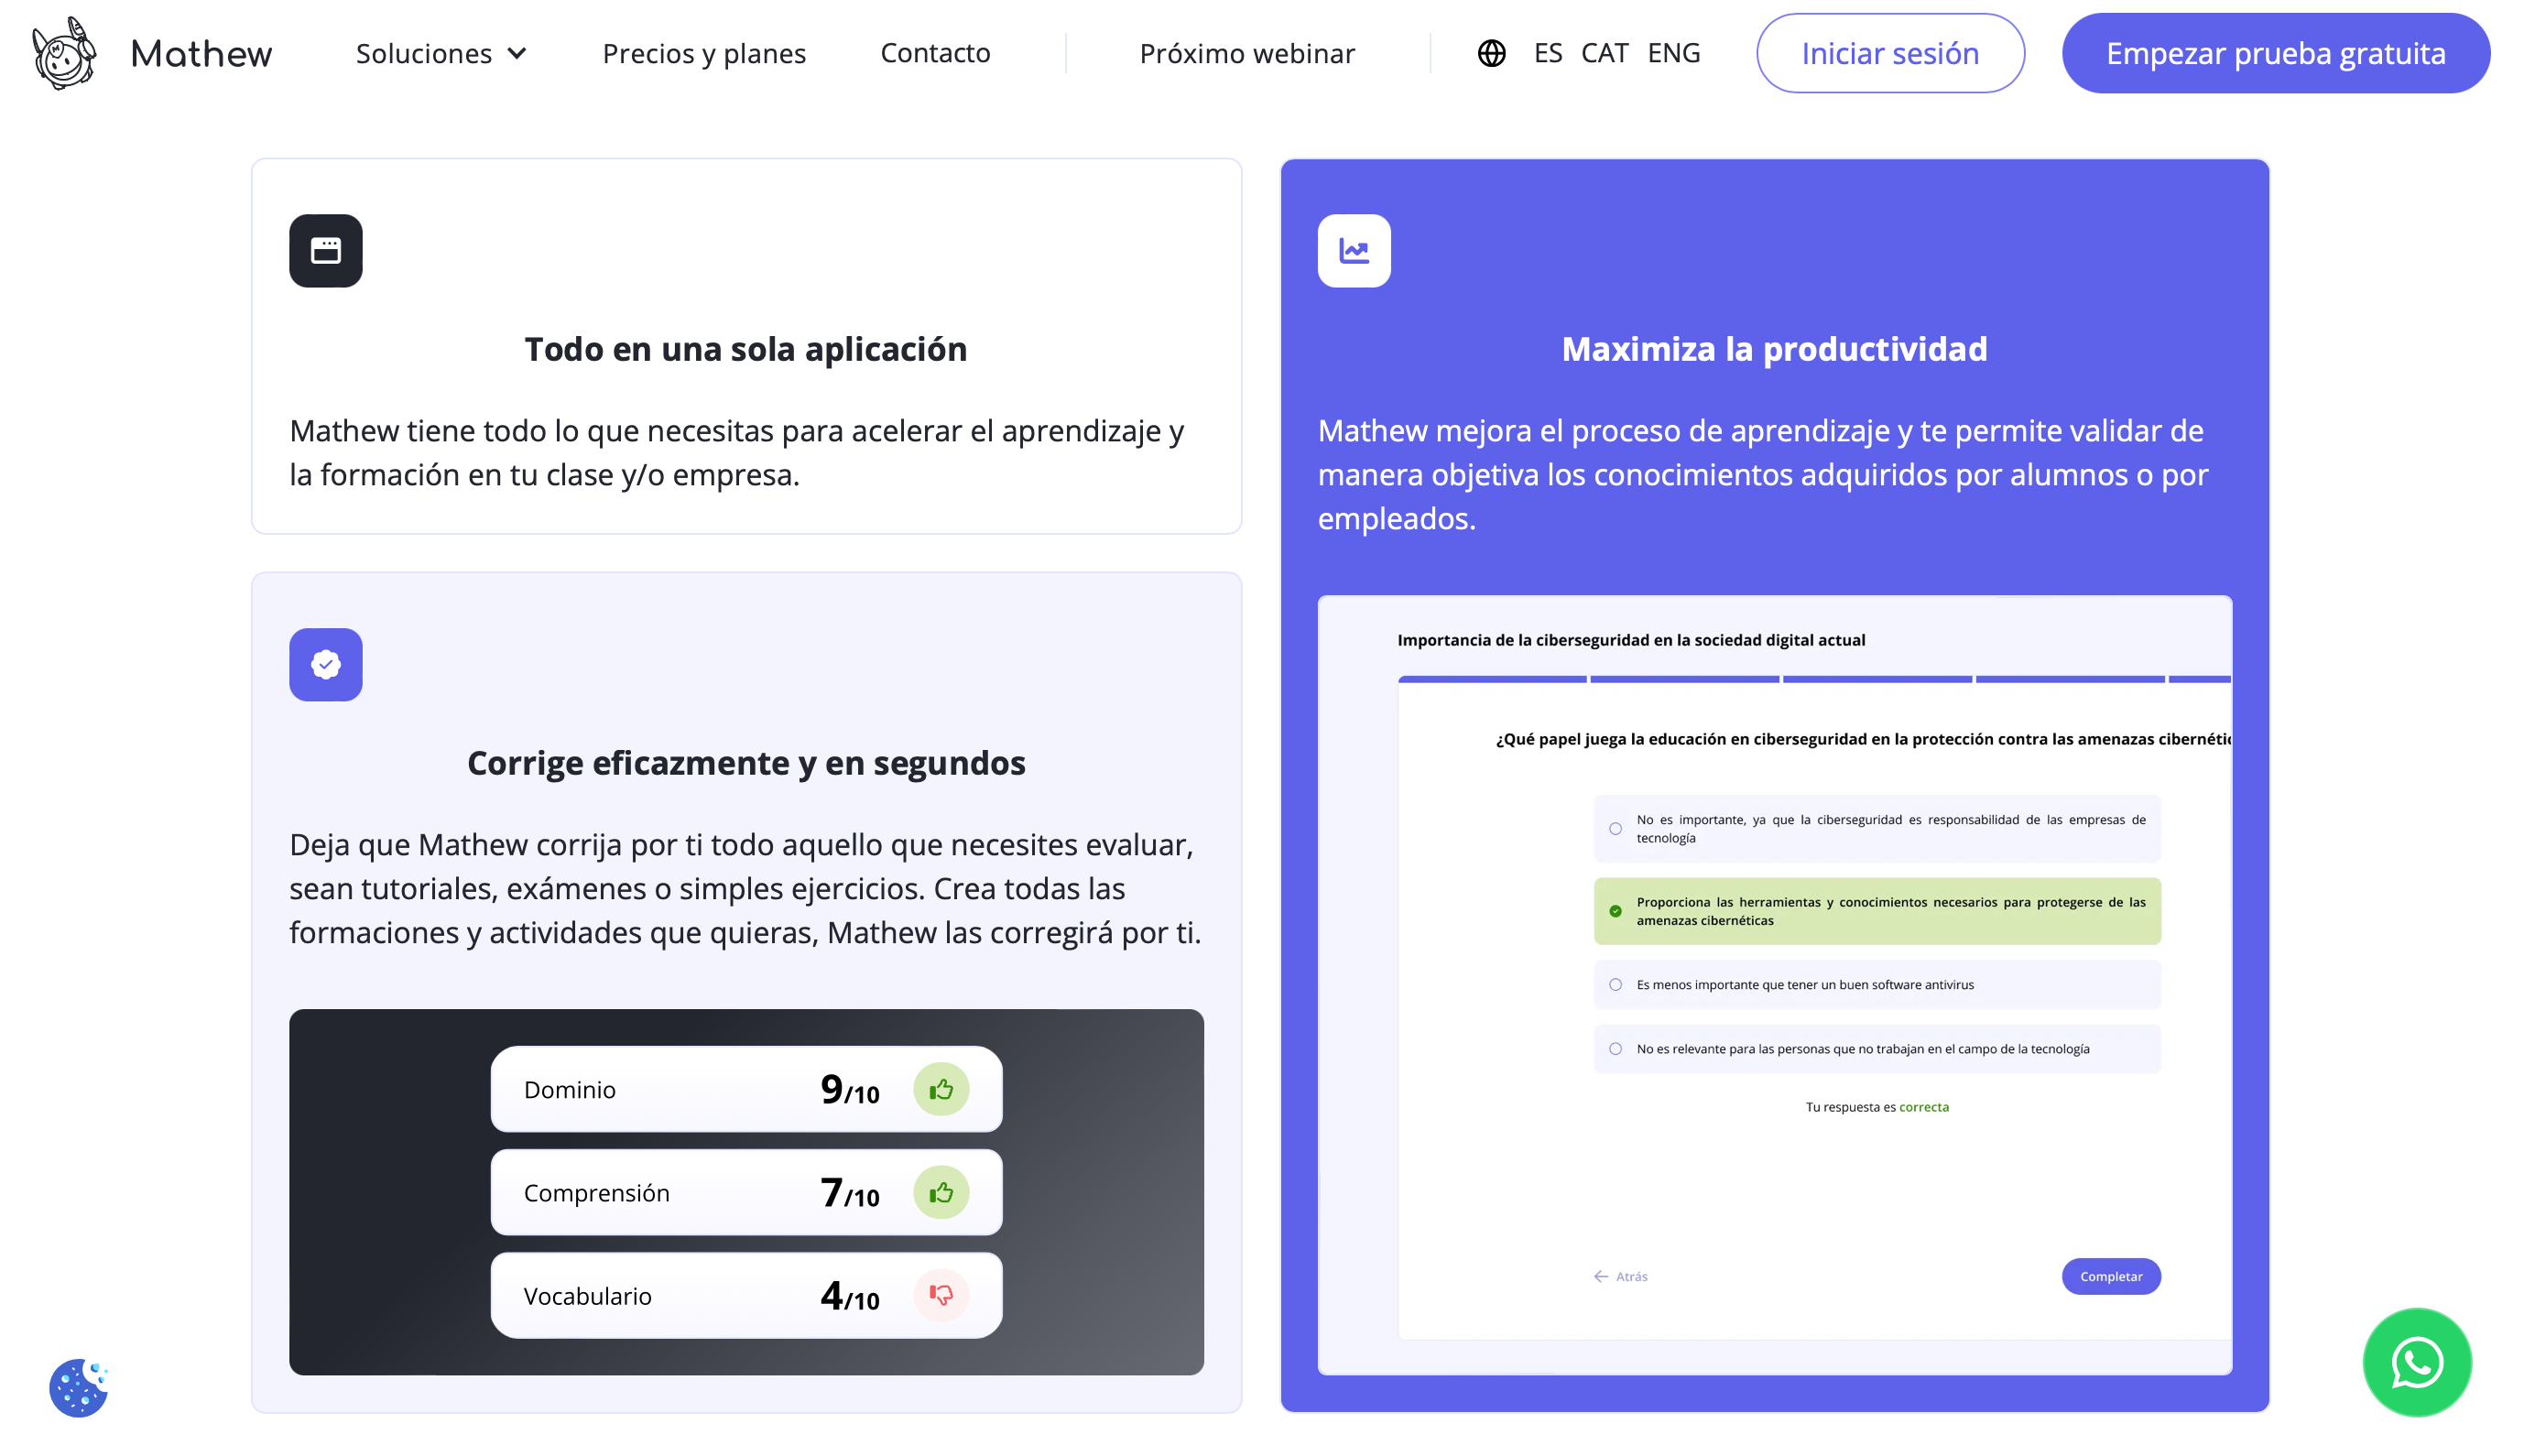 Mathew
Soluciones
Precios y planes
Contacto
Próximo webinar
ES CAT ENG
Iniciar sesión
Empezar prueba gratuita
Todo en una sola aplicación
Mathew tiene todo lo que necesitas para acelerar el aprendizaje y
la formación en tu clase y/o empresa.
Corrige eficazmente y en segundos
Deja que Mathew corrija por ti todo aquello que necesites evaluar,
sean tutoriales, exámenes o simples ejercicios. Crea todas las
formaciones y actividades que quieras, Mathew las corregirá por ti.
Dominio 9/10
Comprensión 7/10
Vocabulario 4/10
Maximiza la productividad
Mathew mejora el proceso de aprendizaje y te permite validar de
manera objetiva los conocimientos adquiridos por alumnos o por
empleados.
Importancia de la ciberseguridad en la sociedad digital actual
¿Qué papel juega la educación en ciberseguridad en la protección contra las amenazas cibernétic
No es importante, ya que la ciberseguridad es responsabilidad de las empresas de
tecnología
Proporciona las herramientas y conocimientos necesarios para protegerse de las
amenazas cibernéticas
Es menos importante que tener un buen software antivirus
No es relevante para las personas que no trabajan en el campo de la tecnología
Tu respuesta es correcta
Atrás
Completar